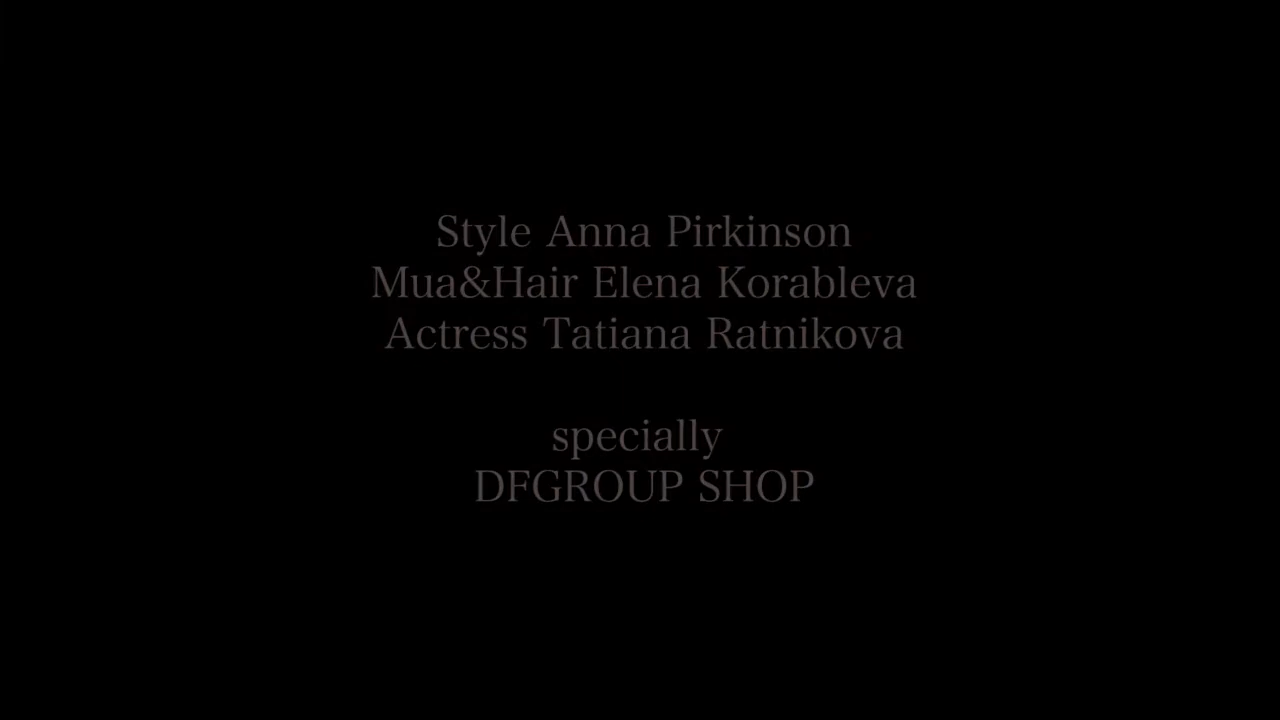 Style Anna Pirkinson
Mua&Hair Elena Korableva
Actress Tatiana Ratnikova
specially
DFGROUP SHOP